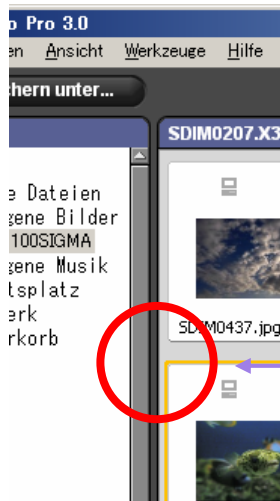 o Pro 3.0
en Ansicht Werkzeuge Hilfe
chern unter...
SDIM0207.X3
e Dateien
gene Bilder
100SIGMA
gene Musik
tsplatz
erk
rkorb
SDIM0437.jpg